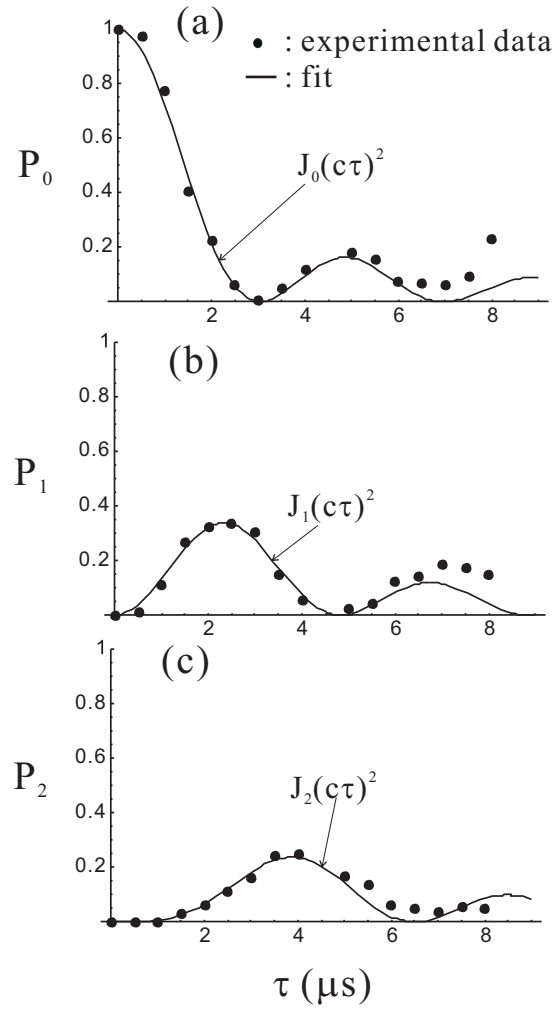 (a)
● : experimental data
— : fit
1
0.8
0.6
0.4
0.2
P₀
J₀(cτ)²
2 4 6 8
(b)
1
0.8
0.6
0.4
0.2
P₁
J₁(cτ)²
2 4 6 8
(c)
1
0.8
0.6
0.4
0.2
P₂
J₂(cτ)²
2 4 6 8
τ (μs)